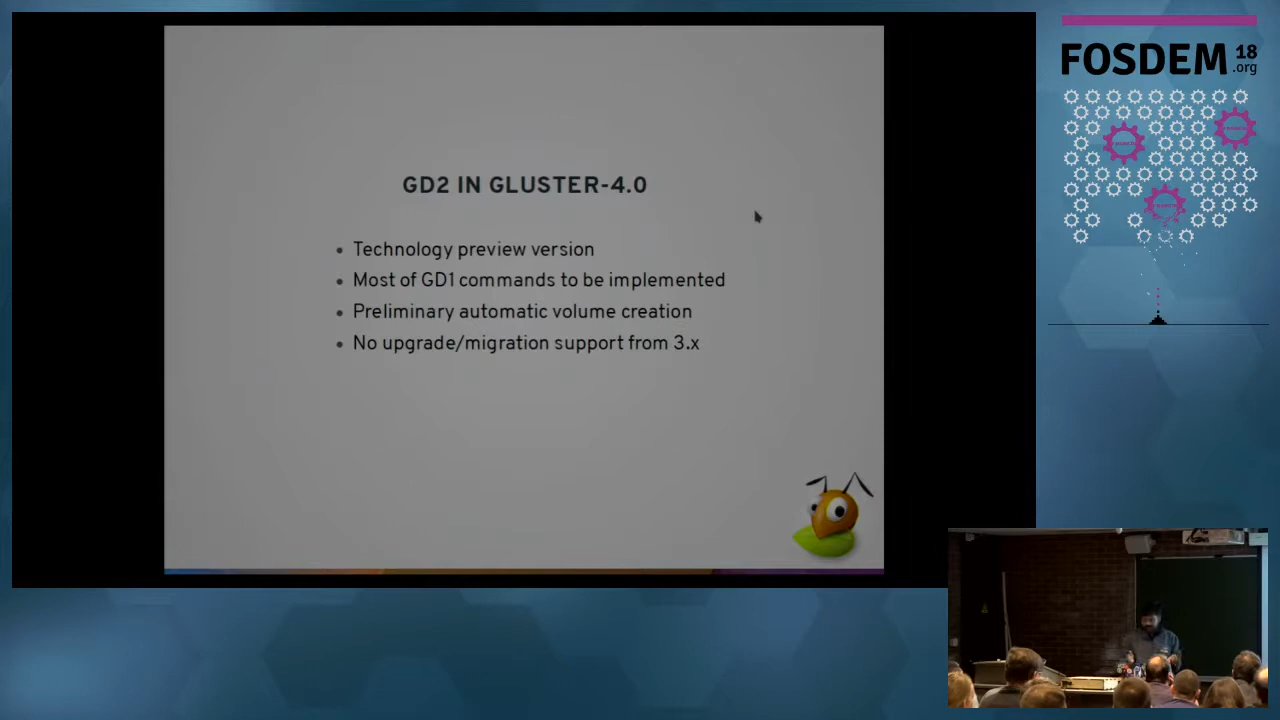 GD2 IN GLUSTER-4.0
Technology preview version
Most of GD1 commands to be implemented
Preliminary automatic volume creation
No upgrade/migration support from 3.x
FOSDEM 18
.org